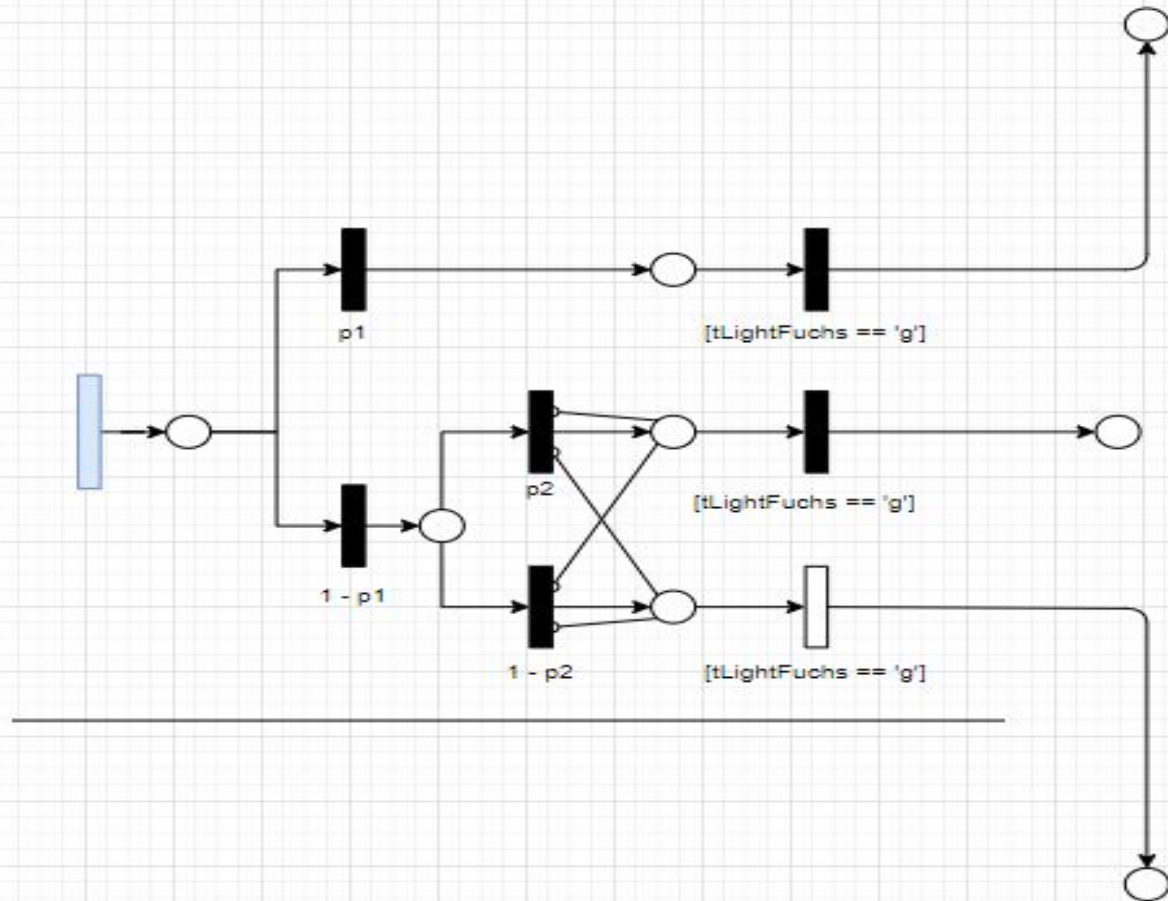 p1
[tLightFuchs == 'g']
p2
[tLightFuchs == 'g']
1 - p1
1 - p2
[tLightFuchs == 'g']